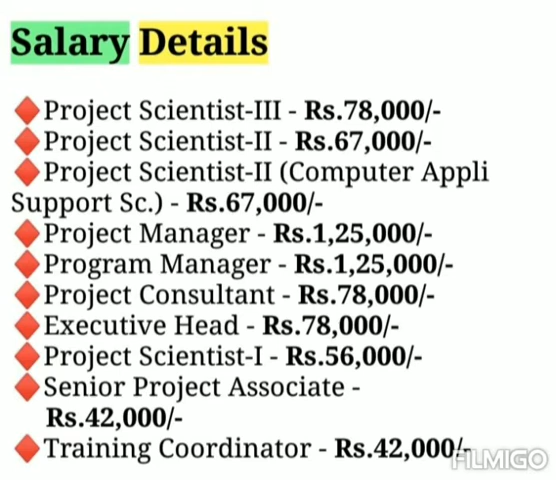 Salary Details
♦Project Scientist-III - Rs.78,000/-
♦Project Scientist-II - Rs.67,000/-
♦Project Scientist-II (Computer Appli
Support Sc.) - Rs.67,000/-
♦Project Manager - Rs.1,25,000/-
♦Program Manager - Rs.1,25,000/-
♦Project Consultant - Rs.78,000/-
♦Executive Head - Rs.78,000/-
♦Project Scientist-I - Rs.56,000/-
♦Senior Project Associate -
Rs.42,000/-
♦Training Coordinator - Rs.42,000/-
FILMIGO